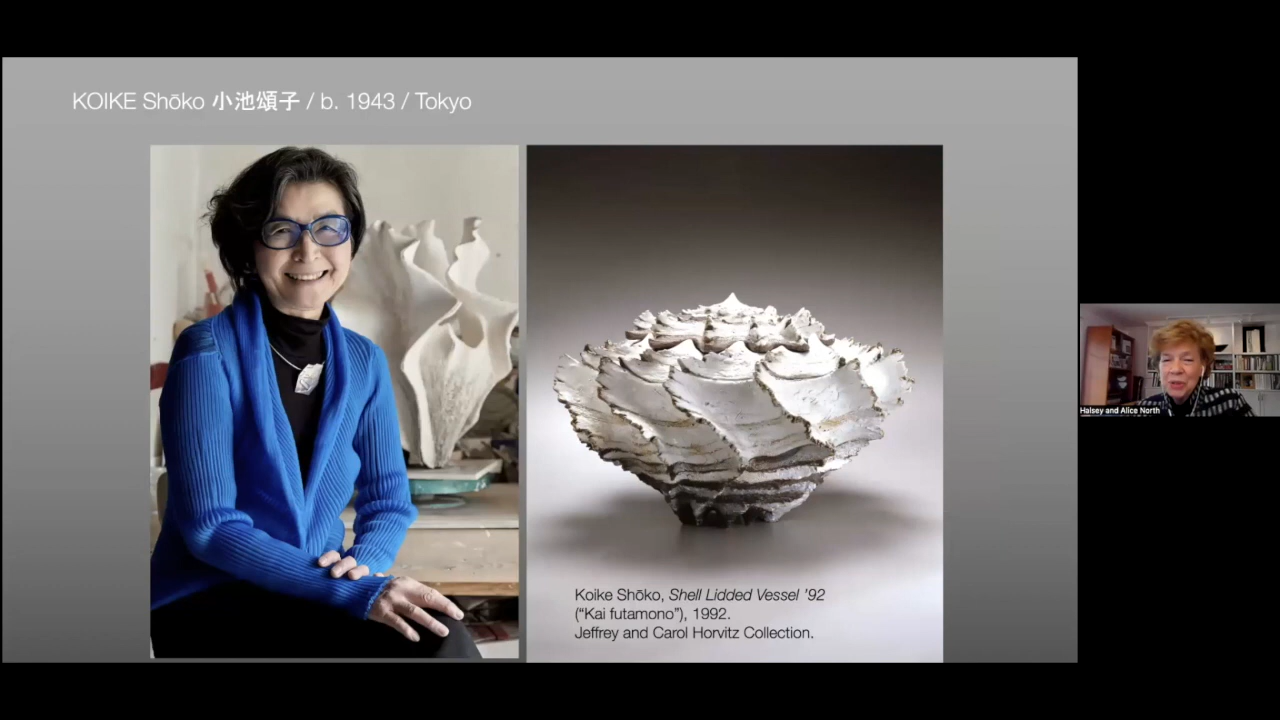 KOIKE Shōko 小池頌子 / b. 1943 / Tokyo
Koike Shōko, Shell Lidded Vessel ’92
(“Kai futamono”), 1992.
Jeffrey and Carol Horvitz Collection.
Halsey and Alice North